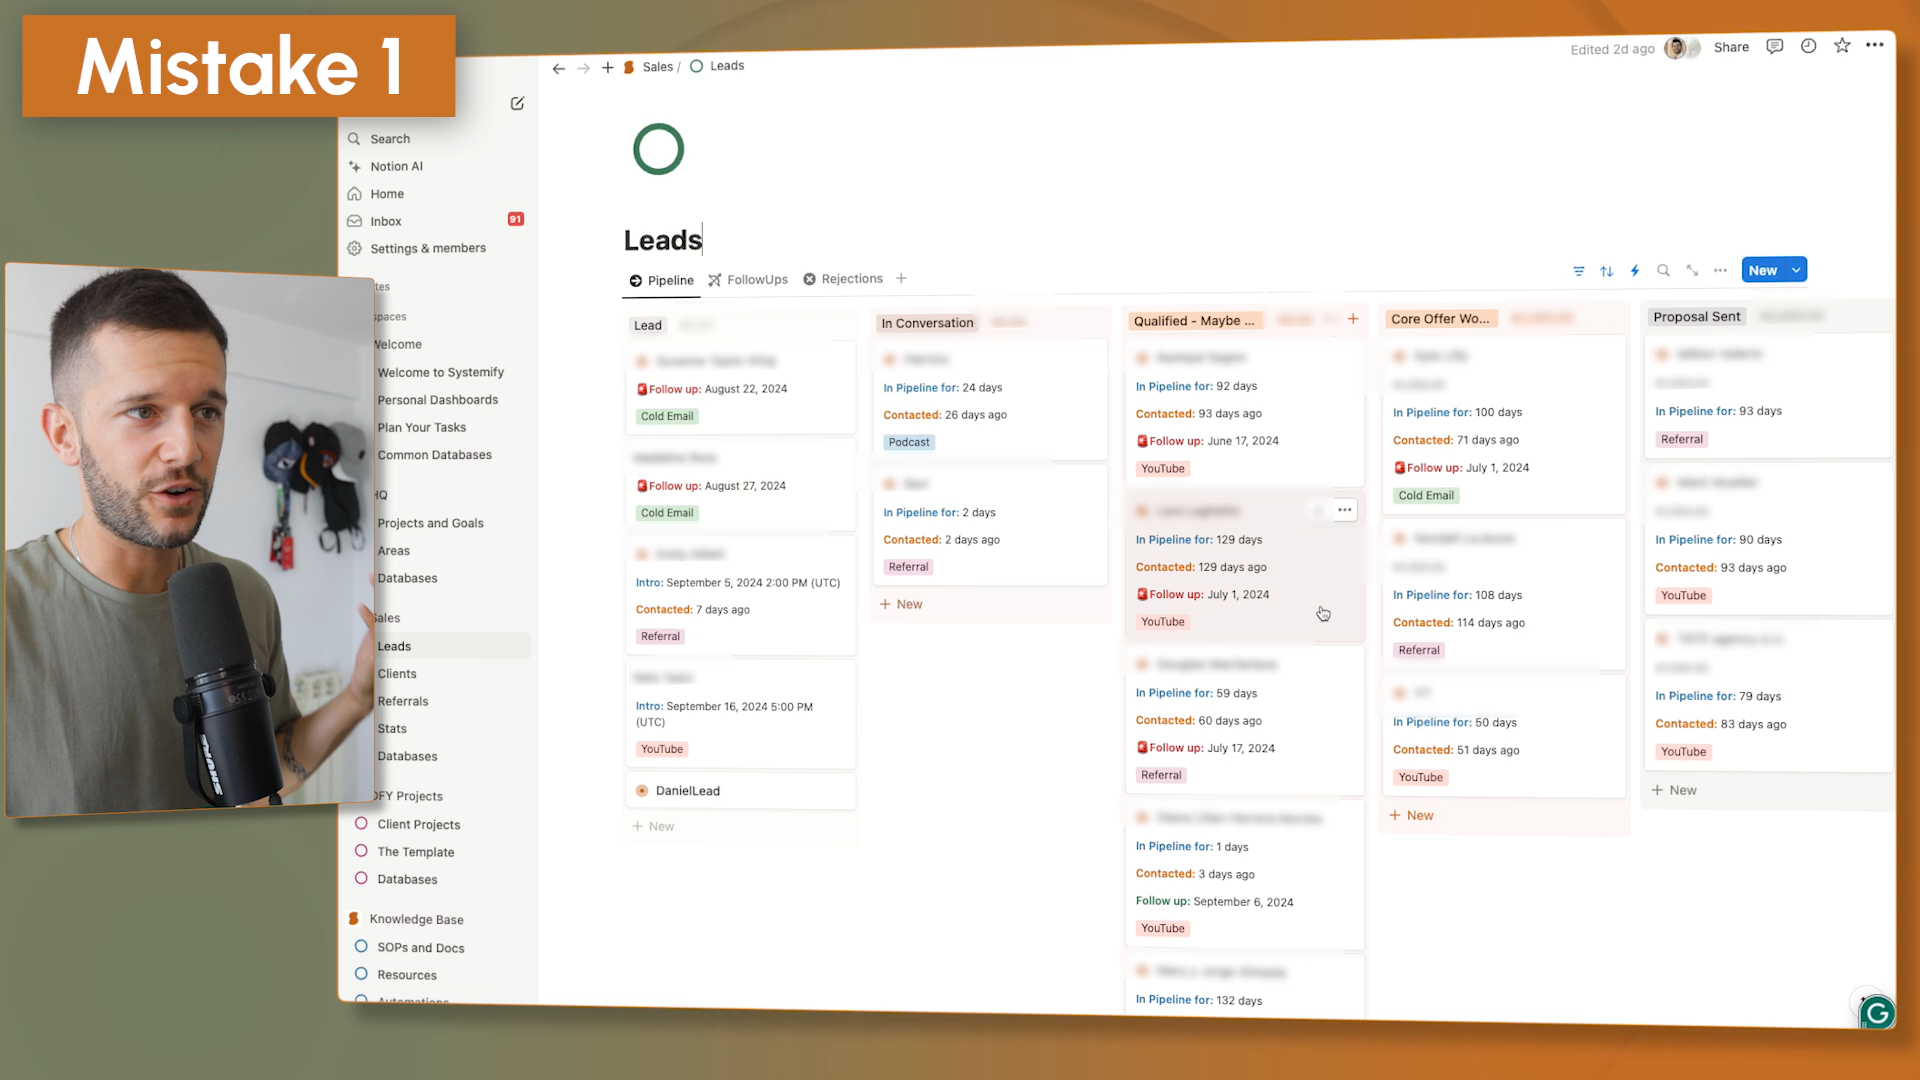 Mistake 1
Edited 2d ago
Share
Sales / Leads
Search
Notion AI
Home
Inbox
91
Settings & members
Welcome to Systemify
Personal Dashboards
Plan Your Tasks
Common Databases
Projects and Goals
Areas
Databases
Leads
Clients
Referrals
Stats
Databases
Client Projects
The Template
Databases
Knowledge Base
SOPs and Docs
Resources
Leads
Pipeline
FollowUps
Rejections
New
Lead
Follow up: August 22, 2024
Cold Email
Follow up: August 27, 2024
Cold Email
Intro: September 5, 2024 2:00 PM (UTC)
Contacted: 7 days ago
Referral
Intro: September 16, 2024 5:00 PM
(UTC)
YouTube
DanielLead
+ New
In Conversation
In Pipeline for: 24 days
Contacted: 26 days ago
Podcast
In Pipeline for: 2 days
Contacted: 2 days ago
Referral
+ New
Qualified - Maybe ...
In Pipeline for: 92 days
Contacted: 93 days ago
Follow up: June 17, 2024
YouTube
In Pipeline for: 129 days
Contacted: 129 days ago
Follow up: July 1, 2024
YouTube
In Pipeline for: 59 days
Contacted: 60 days ago
Follow up: July 17, 2024
Referral
In Pipeline for: 1 days
Contacted: 3 days ago
Follow up: September 6, 2024
YouTube
In Pipeline for: 132 days
Core Offer Wo...
In Pipeline for: 100 days
Contacted: 71 days ago
Follow up: July 1, 2024
Cold Email
In Pipeline for: 108 days
Contacted: 114 days ago
Referral
In Pipeline for: 50 days
Contacted: 51 days ago
YouTube
+ New
Proposal Sent
In Pipeline for: 93 days
Referral
In Pipeline for: 90 days
Contacted: 93 days ago
YouTube
In Pipeline for: 79 days
Contacted: 83 days ago
YouTube
+ New
SHURE
G